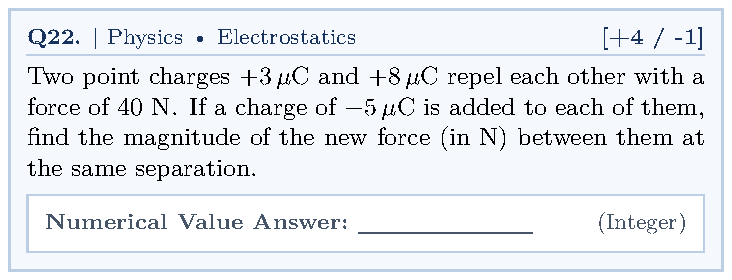 Q22. | Physics • Electrostatics [+4 / -1]
Two point charges +3 μC and +8 μC repel each other with a
force of 40 N. If a charge of −5 μC is added to each of them,
find the magnitude of the new force (in N) between them at
the same separation.
Numerical Value Answer: (Integer)